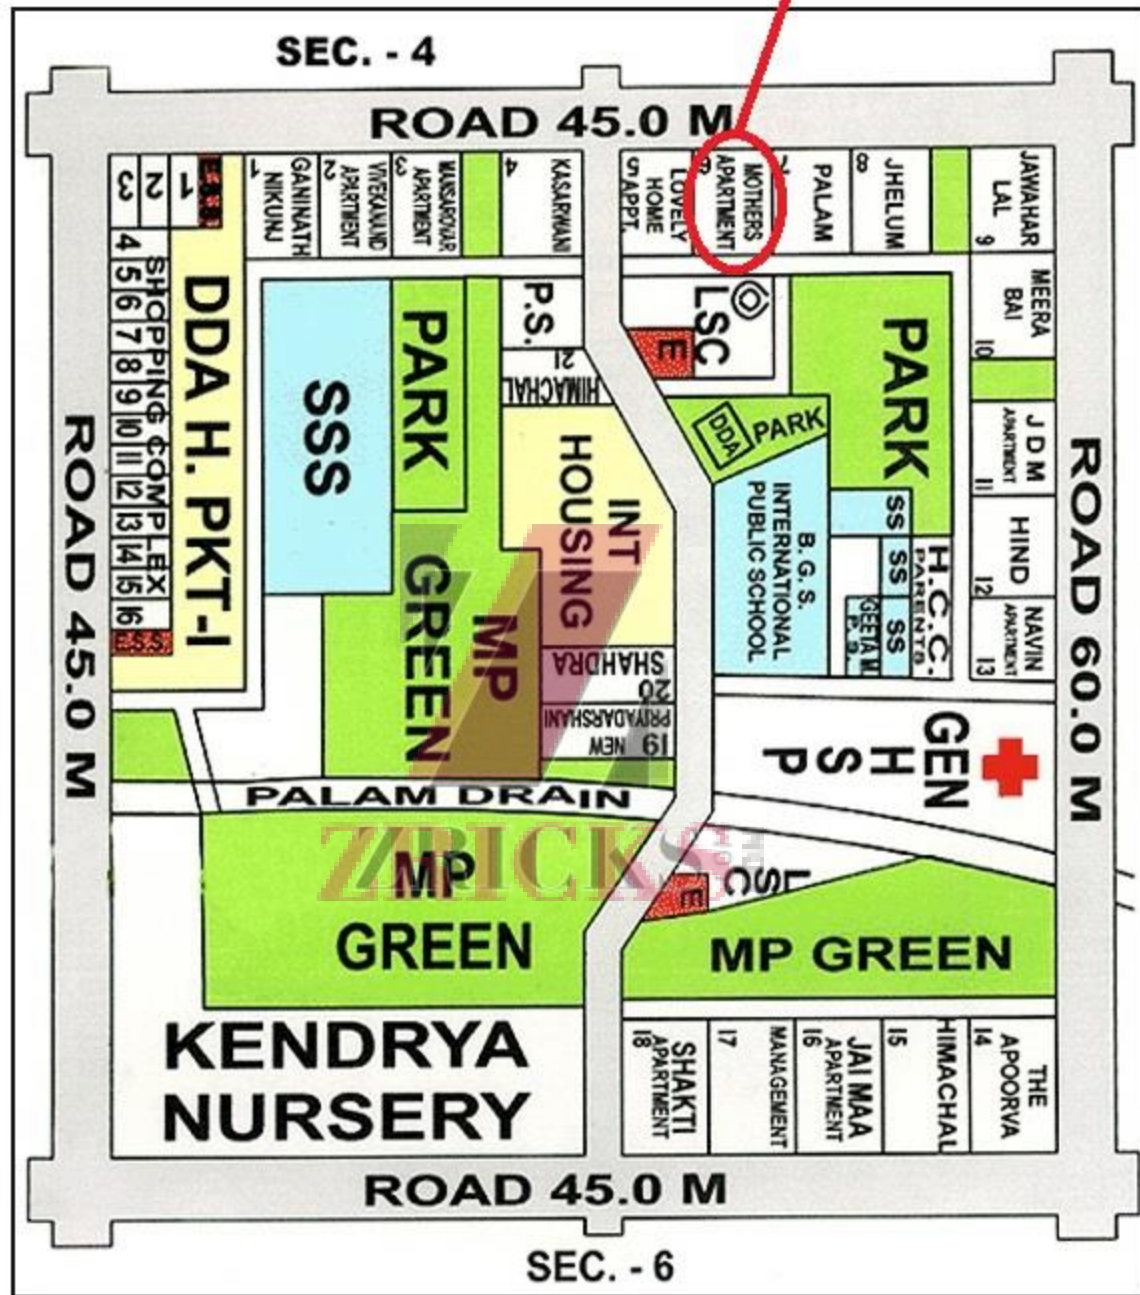 SEC. - 4
ROAD 45.0 M
3
2
1
E.S.S
1
GANINATH
NIKUNJ
2
VIVEKANAND
APARTMENT
3
MANSAROVAR
APARTMENT
4
KASARWANI
5
LOVELY
HOME
APPT.
MOTHERS
APARTMENT
7
PALAM
8
JHELUM
JAWAHAR
LAL
9
MEERA
BAI
10
J D M
APARTMENT
11
HIND
12
NAVIN
APARTMENT
13
4
5
6
7
8
9
10
11
12
13
14
15
16
SHOPPING COMPLEX
E.S.S
DDA H. PKT-I
SSS
PARK
P.S.
21
HIMACHAL
INT
HOUSING
LSC
E
PARK
DDA
PARK
B. G. S.
INTERNATIONAL
PUBLIC SCHOOL
SS
SS
SS
GEETA M.
P. S.
H.C.C.
PARENTS
MP
GREEN
SHAHDRA
20
PRIYADARSHANI
NEW
19
GEN
HSP
ROAD 45.0 M
ROAD 60.0 M
PALAM DRAIN
ZRICKS
MP
GREEN
LSC
E
MP GREEN
KENDRYA
NURSERY
SHAKTI
APARTMENT
18
MANAGEMENT
17
JAI MAA
APARTMENT
16
HIMACHAL
15
THE
APOORVA
14
ROAD 45.0 M
SEC. - 6